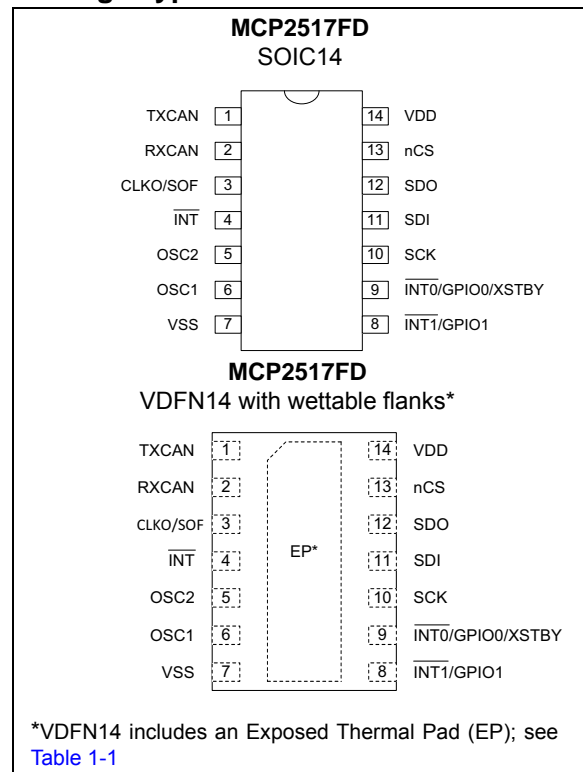 MCP2517FD
SOIC14
TXCAN 1 14 VDD
RXCAN 2 13 nCS
CLKO/SOF 3 12 SDO
INT 4 11 SDI
OSC2 5 10 SCK
OSC1 6 9 INT0/GPIO0/XSTBY
VSS 7 8 INT1/GPIO1
MCP2517FD
VDFN14 with wettable flanks*
TXCAN 1 14 VDD
RXCAN 2 13 nCS
CLKO/SOF 3 12 SDO
INT 4 EP* 11 SDI
OSC2 5 10 SCK
OSC1 6 9 INT0/GPIO0/XSTBY
VSS 7 8 INT1/GPIO1
*VDFN14 includes an Exposed Thermal Pad (EP); see
Table 1-1